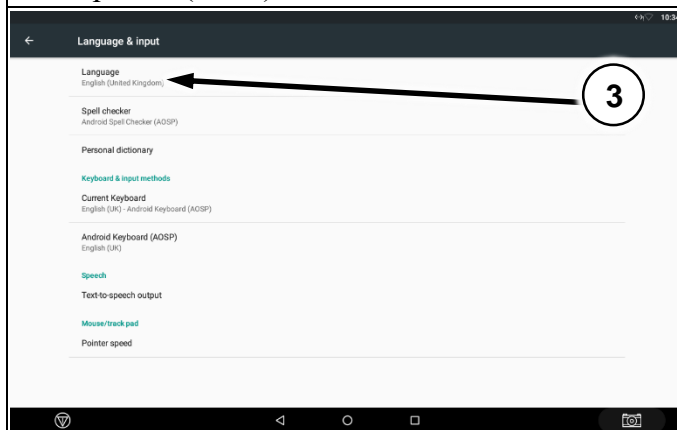 10:34
Language & input
Language
English (United Kingdom)
3
Spell checker
Android Spell Checker (AOSP)
Personal dictionary
Keyboard & input methods
Current Keyboard
English (UK) - Android Keyboard (AOSP)
Android Keyboard (AOSP)
English (UK)
Speech
Text-to-speech output
Mouse/track pad
Pointer speed